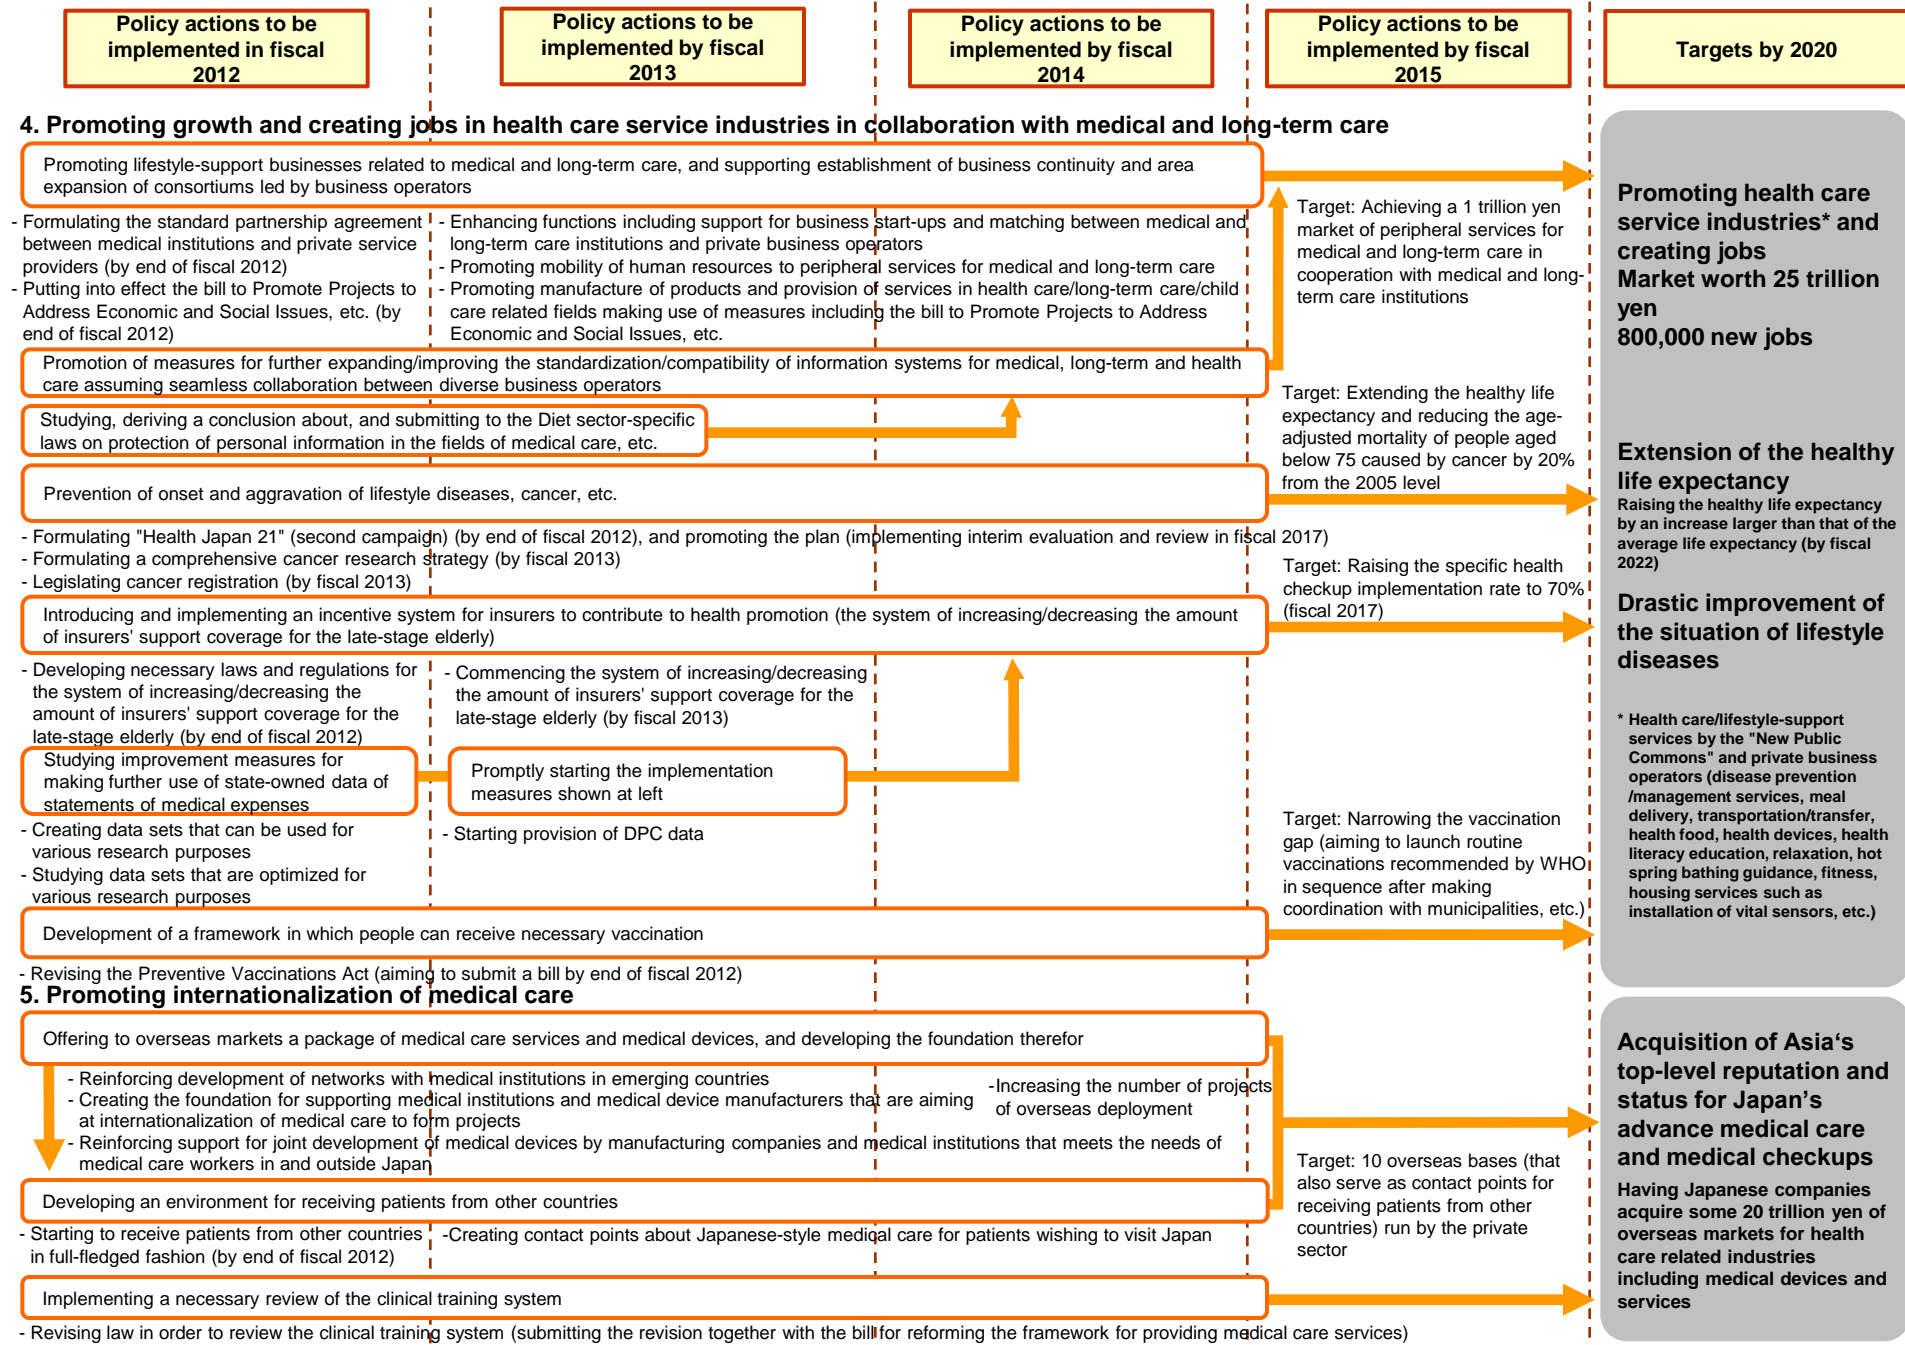 Policy actions to be
implemented in fiscal
2012
Policy actions to be
implemented by fiscal
2013
Policy actions to be
implemented by fiscal
2014
Policy actions to be
implemented by fiscal
2015
Targets by 2020
4. Promoting growth and creating jobs in health care service industries in collaboration with medical and long-term care
Promoting lifestyle-support businesses related to medical and long-term care, and supporting establishment of business continuity and area
expansion of consortiums led by business operators
- Formulating the standard partnership agreement
between medical institutions and private service
providers (by end of fiscal 2012)
- Putting into effect the bill to Promote Projects to
Address Economic and Social Issues, etc. (by
end of fiscal 2012)
- Enhancing functions including support for business start-ups and matching between medical and
long-term care institutions and private business operators
- Promoting mobility of human resources to peripheral services for medical and long-term care
- Promoting manufacture of products and provision of services in health care/long-term care/child
care related fields making use of measures including the bill to Promote Projects to Address
Economic and Social Issues, etc.
Target: Achieving a 1 trillion yen
market of peripheral services for
medical and long-term care in
cooperation with medical and long-
term care institutions
Promotion of measures for further expanding/improving the standardization/compatibility of information systems for medical, long-term and health
care assuming seamless collaboration between diverse business operators
Studying, deriving a conclusion about, and submitting to the Diet sector-specific
laws on protection of personal information in the fields of medical care, etc.
Target: Extending the healthy life
expectancy and reducing the age-
adjusted mortality of people aged
below 75 caused by cancer by 20%
from the 2005 level
Prevention of onset and aggravation of lifestyle diseases, cancer, etc.
- Formulating "Health Japan 21" (second campaign) (by end of fiscal 2012), and promoting the plan (implementing interim evaluation and review in fiscal 2017)
- Formulating a comprehensive cancer research strategy (by fiscal 2013)
- Legislating cancer registration (by fiscal 2013)
Target: Raising the specific health
checkup implementation rate to 70%
(fiscal 2017)
Introducing and implementing an incentive system for insurers to contribute to health promotion (the system of increasing/decreasing the amount
of insurers' support coverage for the late-stage elderly)
- Developing necessary laws and regulations for
the system of increasing/decreasing the
amount of insurers' support coverage for the
late-stage elderly (by end of fiscal 2012)
- Commencing the system of increasing/decreasing
the amount of insurers' support coverage for the
late-stage elderly (by fiscal 2013)
Studying improvement measures for
making further use of state-owned data of
statements of medical expenses
Promptly starting the implementation
measures shown at left
- Creating data sets that can be used for
various research purposes
- Studying data sets that are optimized for
various research purposes
- Starting provision of DPC data
Target: Narrowing the vaccination
gap (aiming to launch routine
vaccinations recommended by WHO
in sequence after making
coordination with municipalities, etc.)
Development of a framework in which people can receive necessary vaccination
- Revising the Preventive Vaccinations Act (aiming to submit a bill by end of fiscal 2012)
Promoting health care
service industries* and
creating jobs
Market worth 25 trillion
yen
800,000 new jobs
Extension of the healthy
life expectancy
Raising the healthy life expectancy
by an increase larger than that of the
average life expectancy (by fiscal
2022)
Drastic improvement of
the situation of lifestyle
diseases
* Health care/lifestyle-support
services by the "New Public
Commons" and private business
operators (disease prevention
/management services, meal
delivery, transportation/transfer,
health food, health devices, health
literacy education, relaxation, hot
spring bathing guidance, fitness,
housing services such as
installation of vital sensors, etc.)
5. Promoting internationalization of medical care
Offering to overseas markets a package of medical care services and medical devices, and developing the foundation therefor
- Reinforcing development of networks with medical institutions in emerging countries
- Creating the foundation for supporting medical institutions and medical device manufacturers that are aiming
at internationalization of medical care to form projects
- Reinforcing support for joint development of medical devices by manufacturing companies and medical institutions that meets the needs of
medical care workers in and outside Japan
-Increasing the number of projects
of overseas deployment
Developing an environment for receiving patients from other countries
- Starting to receive patients from other countries
in full-fledged fashion (by end of fiscal 2012)
-Creating contact points about Japanese-style medical care for patients wishing to visit Japan
Target: 10 overseas bases (that
also serve as contact points for
receiving patients from other
countries) run by the private
sector
Implementing a necessary review of the clinical training system
- Revising law in order to review the clinical training system (submitting the revision together with the bill for reforming the framework for providing medical care services)
Acquisition of Asia‘s
top-level reputation and
status for Japan’s
advance medical care
and medical checkups
Having Japanese companies
acquire some 20 trillion yen of
overseas markets for health
care related industries
including medical devices and
services